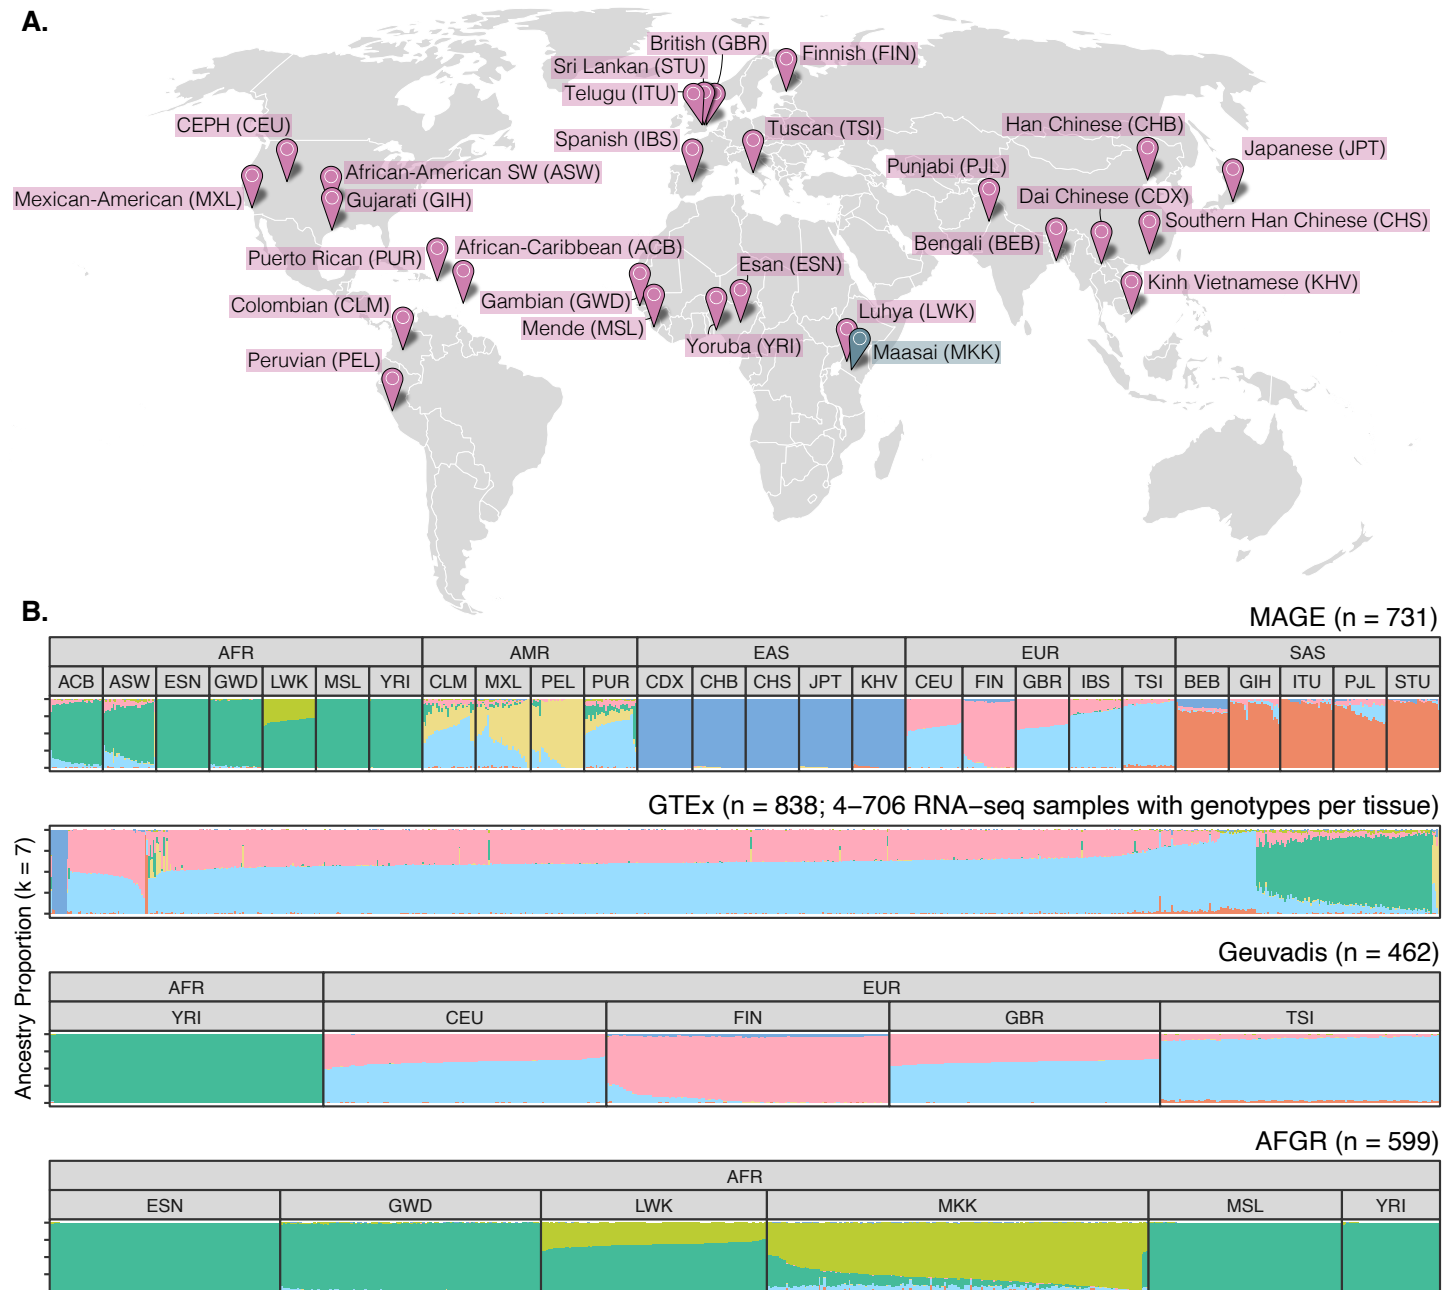 A.
British (GBR)
Finnish (FIN)
Sri Lankan (STU)
Telugu (ITU)
CEPH (CEU)
Spanish (IBS)
Tuscan (TSI)
Han Chinese (CHB)
Japanese (JPT)
African-American SW (ASW)
Punjabi (PJL)
Mexican-American (MXL)
Gujarati (GIH)
Dai Chinese (CDX)
Southern Han Chinese (CHS)
Puerto Rican (PUR)
African-Caribbean (ACB)
Bengali (BEB)
Esan (ESN)
Kinh Vietnamese (KHV)
Colombian (CLM)
Gambian (GWD)
Luhya (LWK)
Mende (MSL)
Yoruba (YRI)
Maasai (MKK)
Peruvian (PEL)
B.
MAGE (n = 731)
AFR AMR EAS EUR SAS
ACB ASW ESN GWD LWK MSL YRI CLM MXL PEL PUR CDX CHB CHS JPT KHV CEU FIN GBR IBS TSI BEB GIH ITU PJL STU
GTEx (n = 838; 4−706 RNA−seq samples with genotypes per tissue)
Ancestry Proportion (k = 7)
Geuvadis (n = 462)
AFR EUR
YRI CEU FIN GBR TSI
AFGR (n = 599)
AFR
ESN GWD LWK MKK MSL YRI